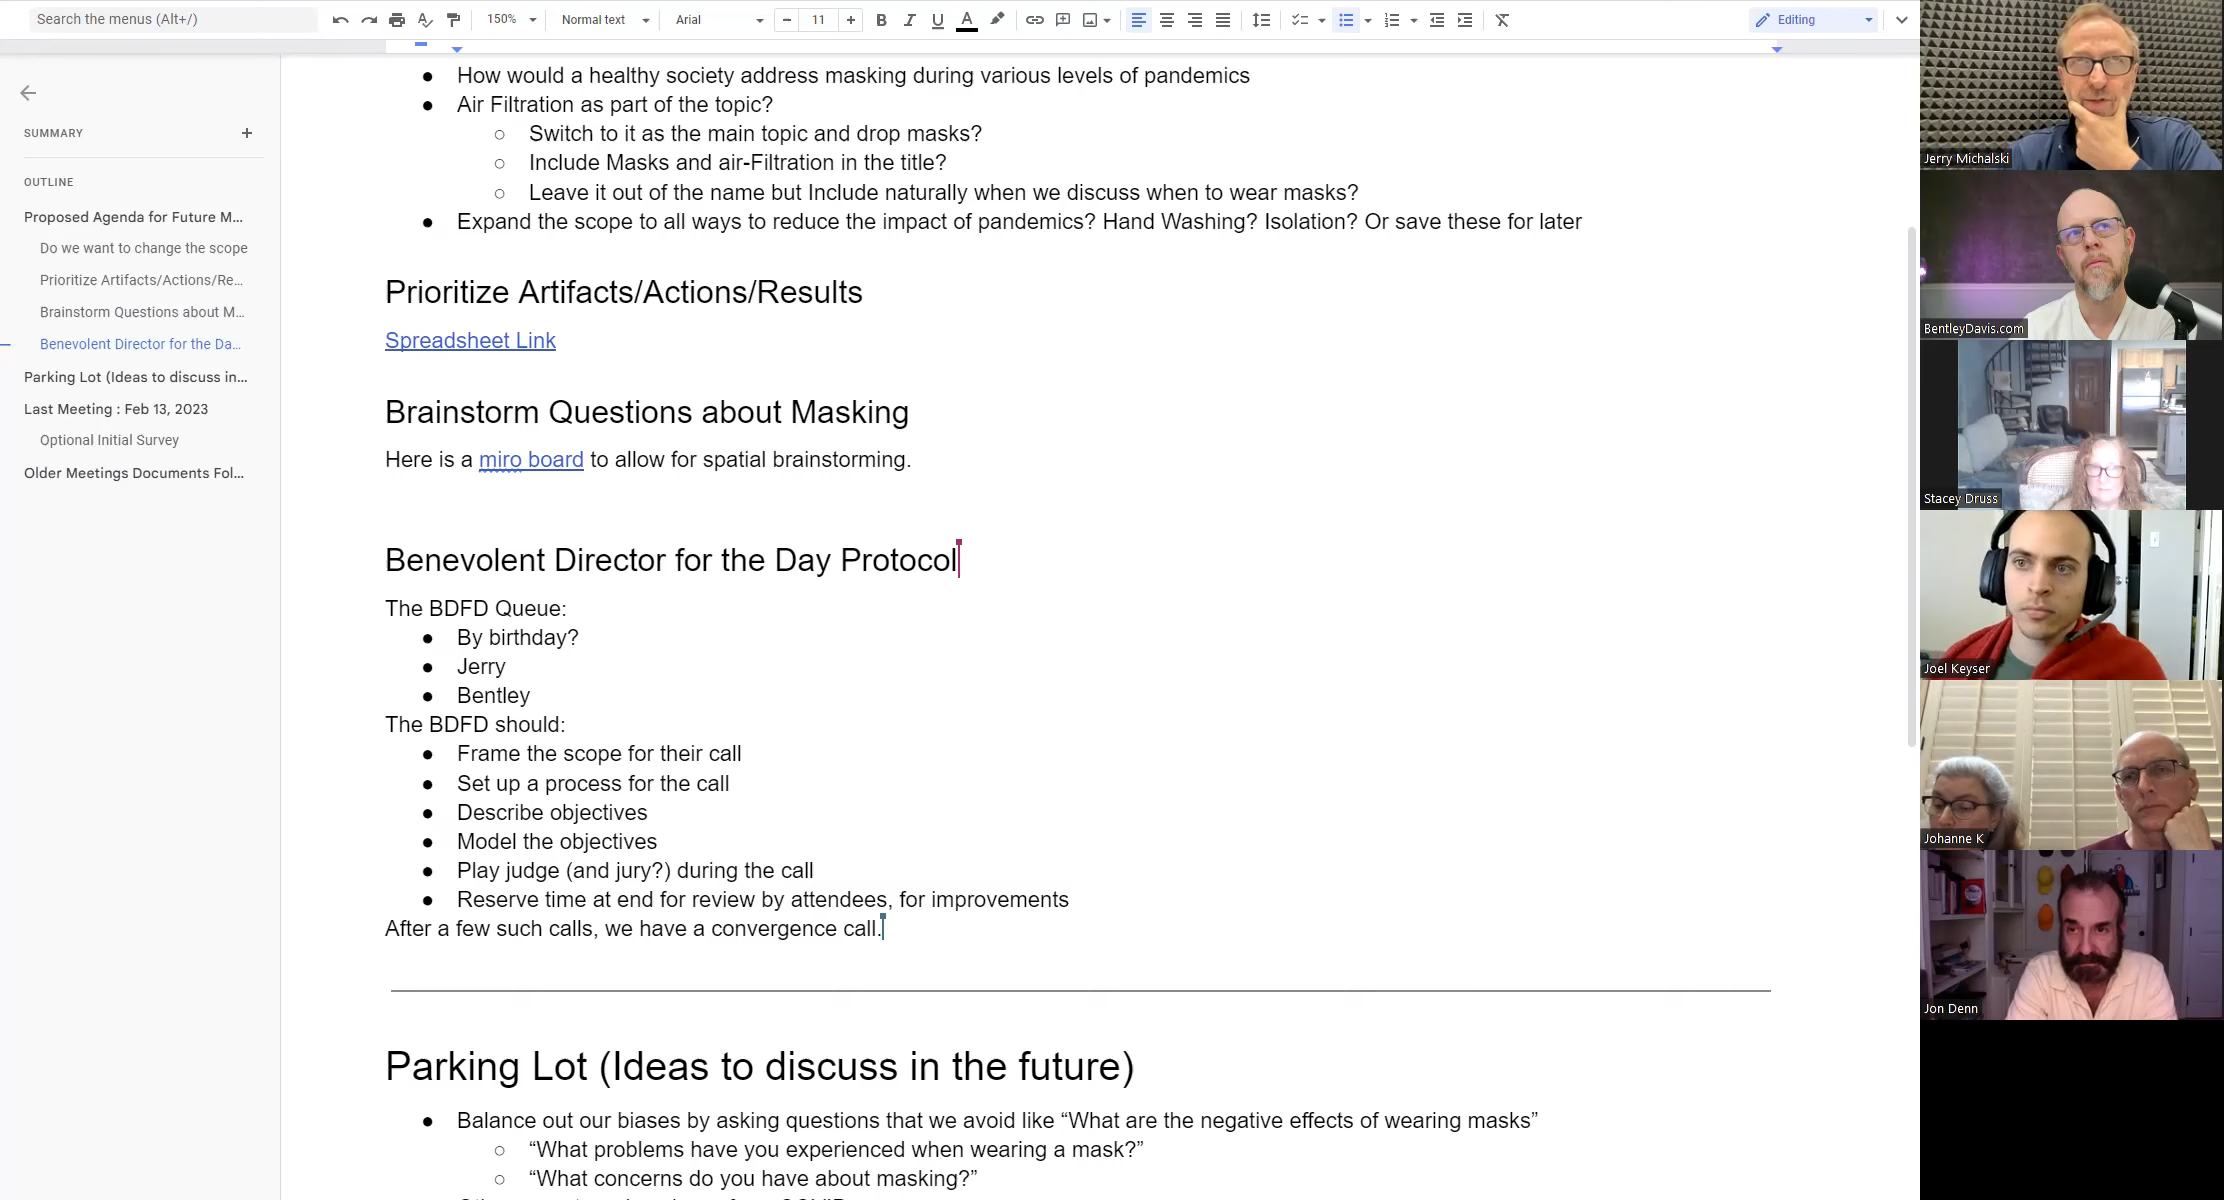 Search the menus (Alt+/)
150%
Normal text
Arial
11
Editing
SUMMARY
OUTLINE
Proposed Agenda for Future M...
Do we want to change the scope
Prioritize Artifacts/Actions/Re...
Brainstorm Questions about M...
Benevolent Director for the Da...
Parking Lot (Ideas to discuss in...
Last Meeting : Feb 13, 2023
Optional Initial Survey
Older Meetings Documents Fol...
● How would a healthy society address masking during various levels of pandemics
● Air Filtration as part of the topic?
○ Switch to it as the main topic and drop masks?
○ Include Masks and air-Filtration in the title?
○ Leave it out of the name but Include naturally when we discuss when to wear masks?
● Expand the scope to all ways to reduce the impact of pandemics? Hand Washing? Isolation? Or save these for later
Prioritize Artifacts/Actions/Results
Spreadsheet Link
Brainstorm Questions about Masking
Here is a miro board to allow for spatial brainstorming.
Benevolent Director for the Day Protocol
The BDFD Queue:
● By birthday?
● Jerry
● Bentley
The BDFD should:
● Frame the scope for their call
● Set up a process for the call
● Describe objectives
● Model the objectives
● Play judge (and jury?) during the call
● Reserve time at end for review by attendees, for improvements
After a few such calls, we have a convergence call.
Parking Lot (Ideas to discuss in the future)
● Balance out our biases by asking questions that we avoid like “What are the negative effects of wearing masks”
○ “What problems have you experienced when wearing a mask?”
○ “What concerns do you have about masking?”
Jerry Michalski
BentleyDavis.com
Stacey Druss
Joel Keyser
Johanne K
Jon Denn